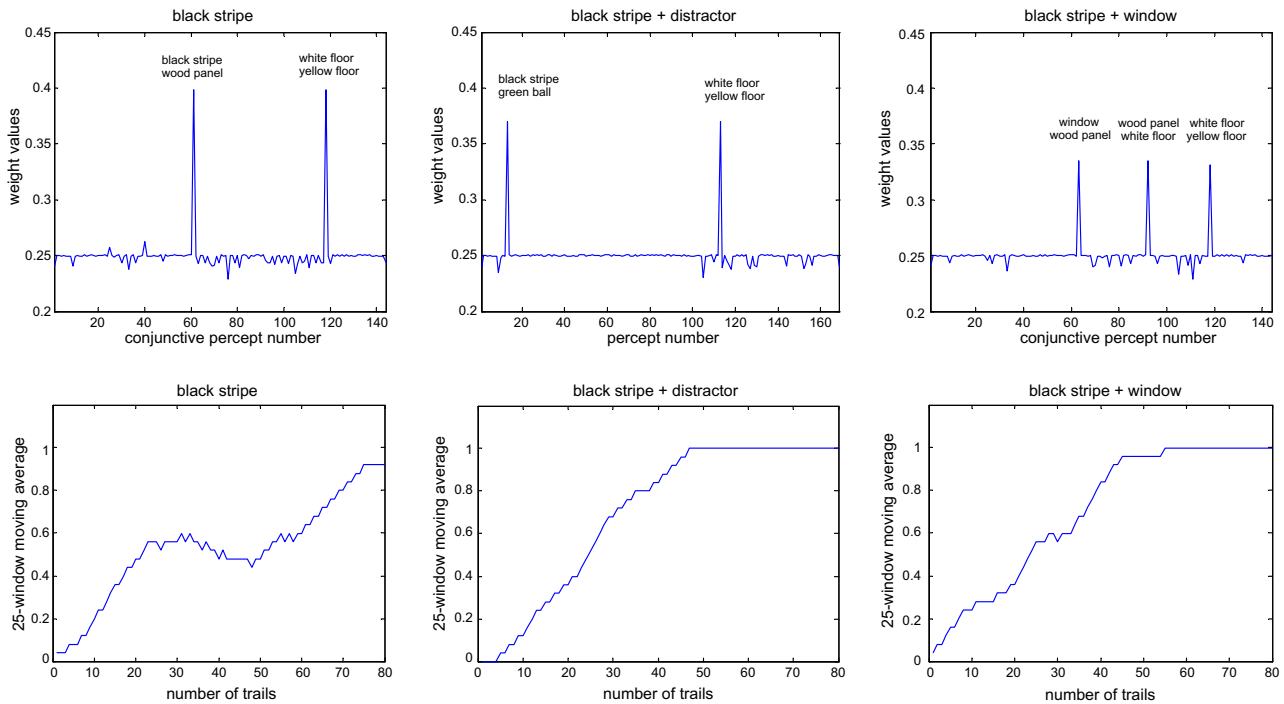 black stripe
0.45
0.4
0.35
0.3
0.25
0.2
weight values
black stripe
wood panel
white floor
yellow floor
20 40 60 80 100 120 140
conjunctive percept number
black stripe + distractor
0.45
0.4
0.35
0.3
0.25
0.2
weight values
black stripe
green ball
white floor
yellow floor
20 40 60 80 100 120 140 160
percept number
black stripe + window
0.45
0.4
0.35
0.3
0.25
0.2
weight values
window
wood panel
wood panel
white floor
white floor
yellow floor
20 40 60 80 100 120 140
conjunctive percept number
black stripe
1
0.8
0.6
0.4
0.2
0
25-window moving average
0 10 20 30 40 50 60 70 80
number of trails
black stripe + distractor
1
0.8
0.6
0.4
0.2
0
25-window moving average
0 10 20 30 40 50 60 70 80
number of trails
black stripe + window
1
0.8
0.6
0.4
0.2
0
25-window moving average
0 10 20 30 40 50 60 70 80
number of trails